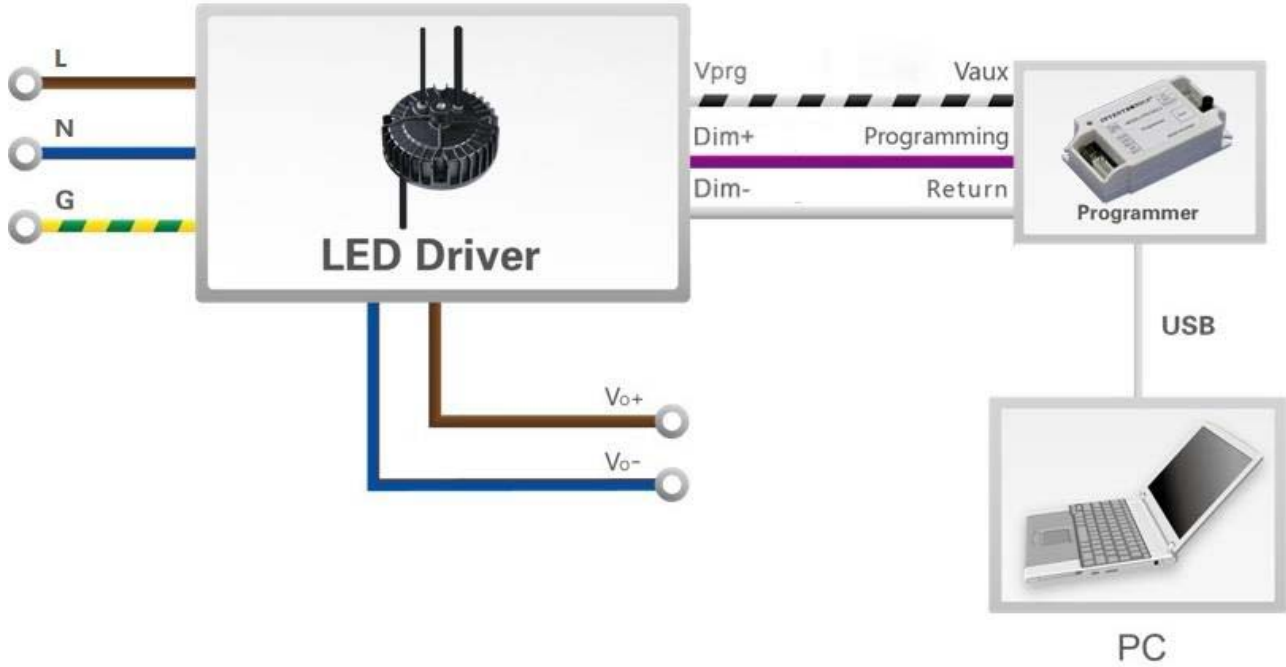 L
N
G
LED Driver
Vprg Vaux
Dim+ Programming
Dim- Return
Programmer
USB
Vo+
Vo-
PC